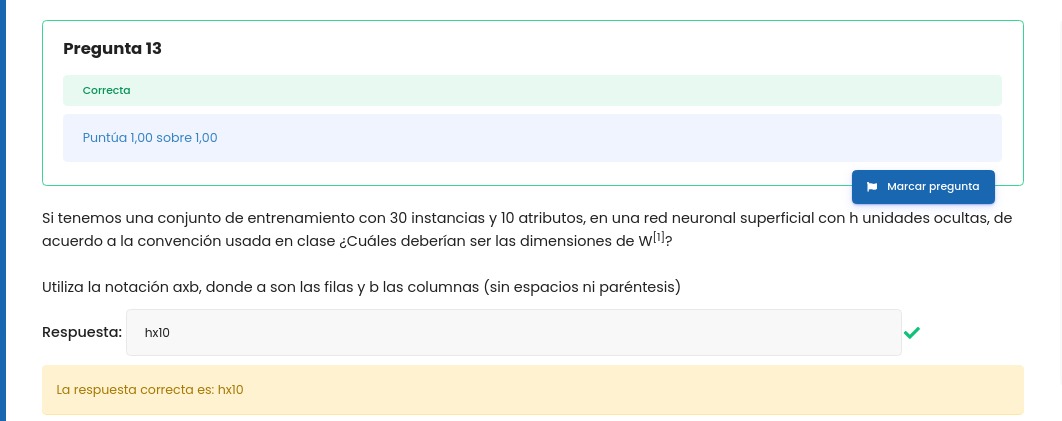 Pregunta 13
Correcta
Puntúa 1,00 sobre 1,00
Marcar pregunta
Si tenemos una conjunto de entrenamiento con 30 instancias y 10 atributos, en una red neuronal superficial con h unidades ocultas, de
acuerdo a la convención usada en clase ¿Cuáles deberían ser las dimensiones de W[1]?
Utiliza la notación axb, donde a son las filas y b las columnas (sin espacios ni paréntesis)
Respuesta: hx10
La respuesta correcta es: hx10